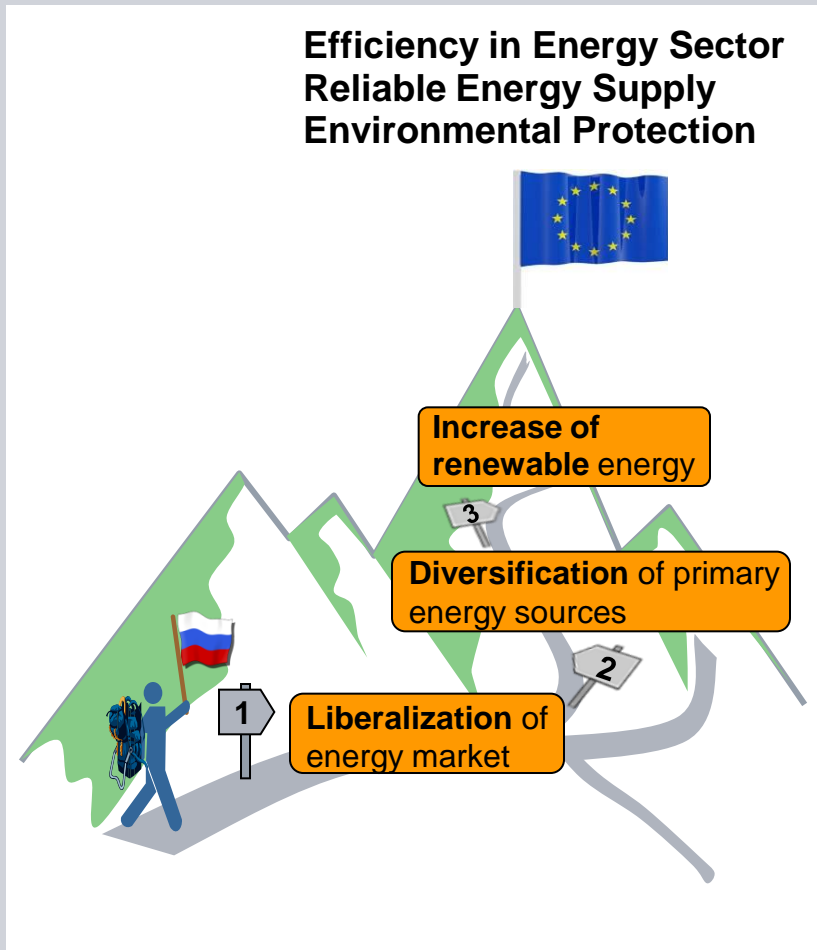 Efficiency in Energy Sector
Reliable Energy Supply
Environmental Protection
Increase of
renewable energy
3
Diversification of primary
energy sources
2
1
Liberalization of
energy market